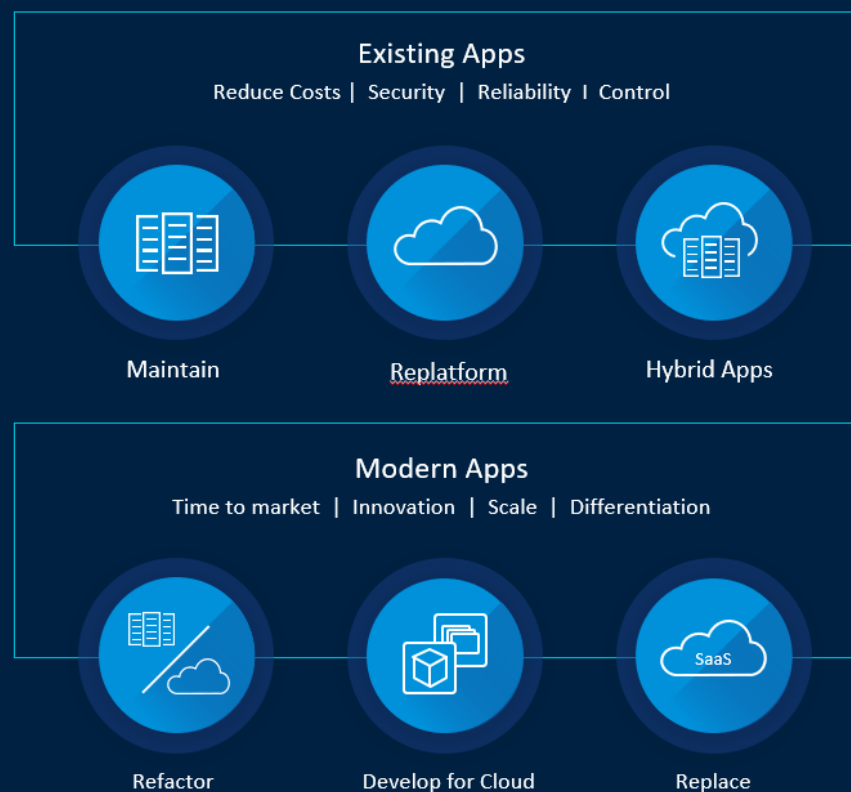 Existing Apps
Reduce Costs | Security | Reliability I Control
Maintain
Replatform
Hybrid Apps
Modern Apps
Time to market | Innovation | Scale | Differentiation
SaaS
Refactor
Develop for Cloud
Replace